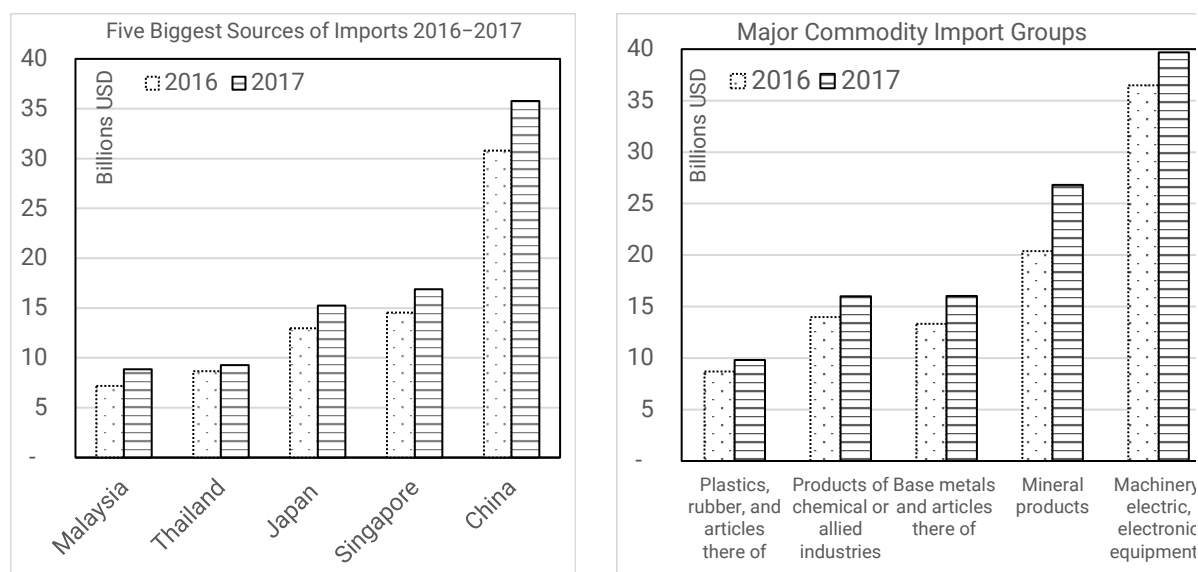 Five Biggest Sources of Imports 2016–2017
40
35
30
25
20
15
10
5
-
Billions USD
2016 2017
Malaysia
Thailand
Japan
Singapore
China
Major Commodity Import Groups
40
35
30
25
20
15
10
5
-
Billions USD
2016 2017
Plastics,
rubber, and
articles
there of
Products of
chemical or
allied
industries
Base metals
and articles
there of
Mineral
products
Machinery
electric,
electronic
equipment